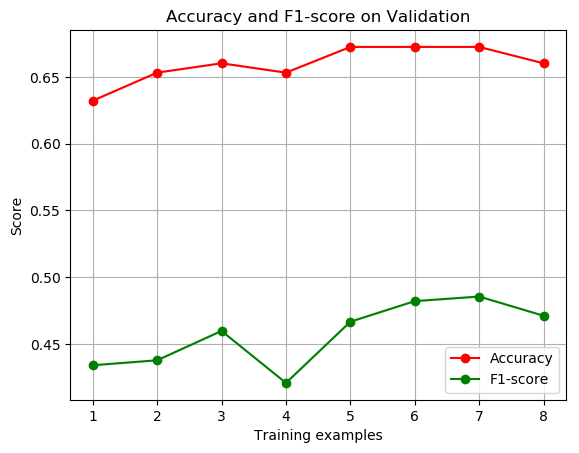 Accuracy and F1-score on Validation
Score
0.65
0.60
0.55
0.50
0.45
Accuracy
F1-score
1 2 3 4 5 6 7 8
Training examples